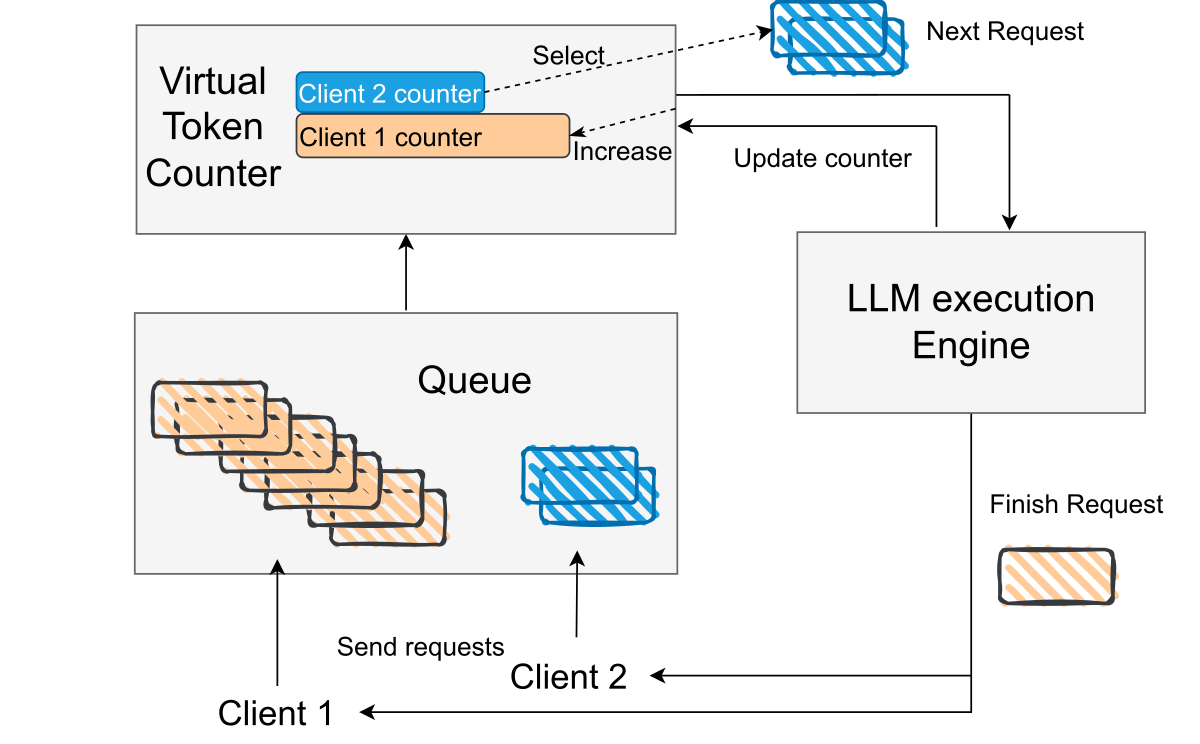 Next Request
Select
Virtual
Token
Counter
Client 2 counter
Client 1 counter
Increase
Update counter
LLM execution
Engine
Queue
Finish Request
Send requests
Client 2
Client 1